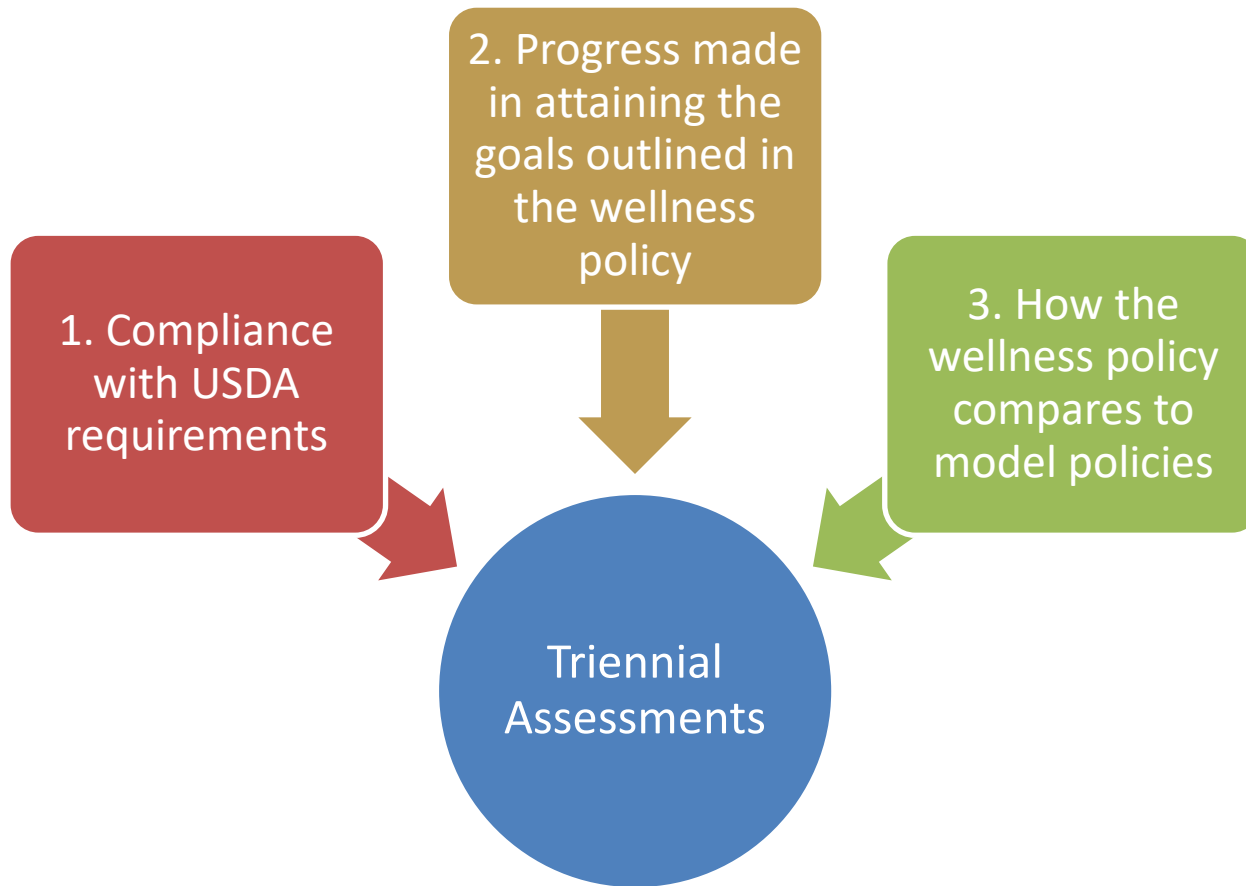 1. Compliance
with USDA
requirements
2. Progress made
in attaining the
goals outlined in
the wellness
policy
3. How the
wellness policy
compares to
model policies
Triennial
Assessments